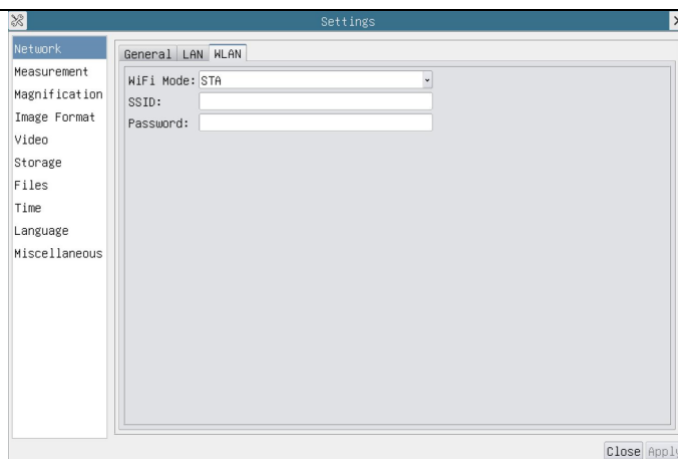 Settings
Network
Measurement
Magnification
Image Format
Video
Storage
Files
Time
Language
Miscellaneous
General LAN WLAN
WiFi Mode: STA
SSID:
Password:
Close Apply